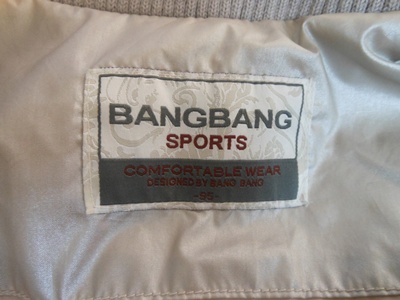 BANGBANG
SPORTS
COMFORTABLE WEAR
DESIGNED BY BANG BANG
-95-